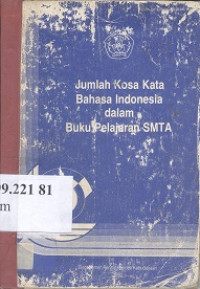 Jumlah Kosa Kata
Bahasa Indonesia
dalam
Buku Pelajaran SMTA
99.221 81
m